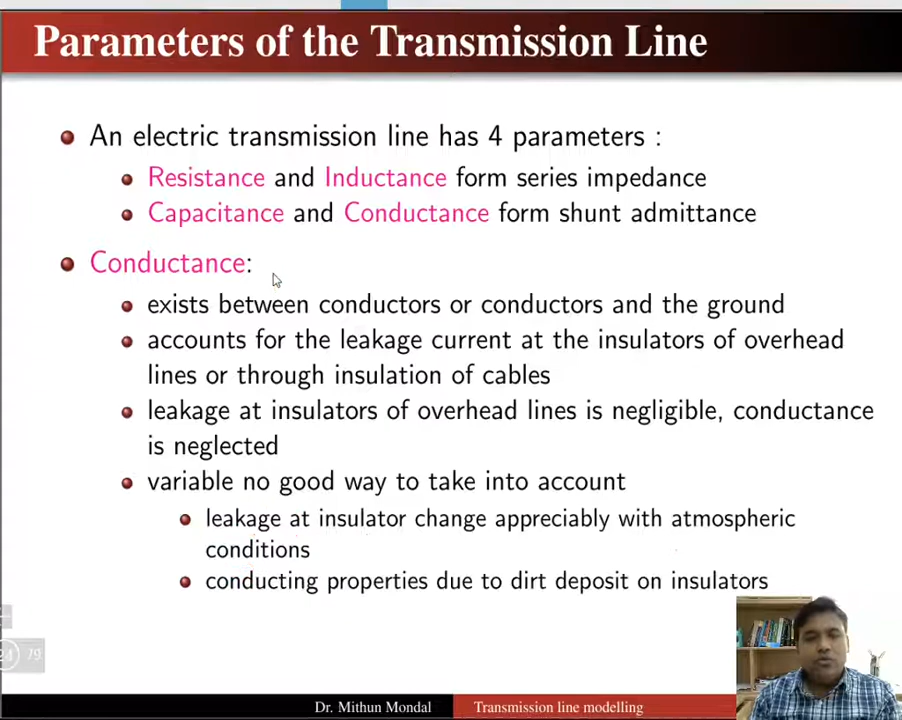 Parameters of the Transmission Line
An electric transmission line has 4 parameters :
Resistance and Inductance form series impedance
Capacitance and Conductance form shunt admittance
Conductance:
exists between conductors or conductors and the ground
accounts for the leakage current at the insulators of overhead
lines or through insulation of cables
leakage at insulators of overhead lines is negligible, conductance
is neglected
variable no good way to take into account
leakage at insulator change appreciably with atmospheric
conditions
conducting properties due to dirt deposit on insulators
79
Dr. Mithun Mondal
Transmission line modelling